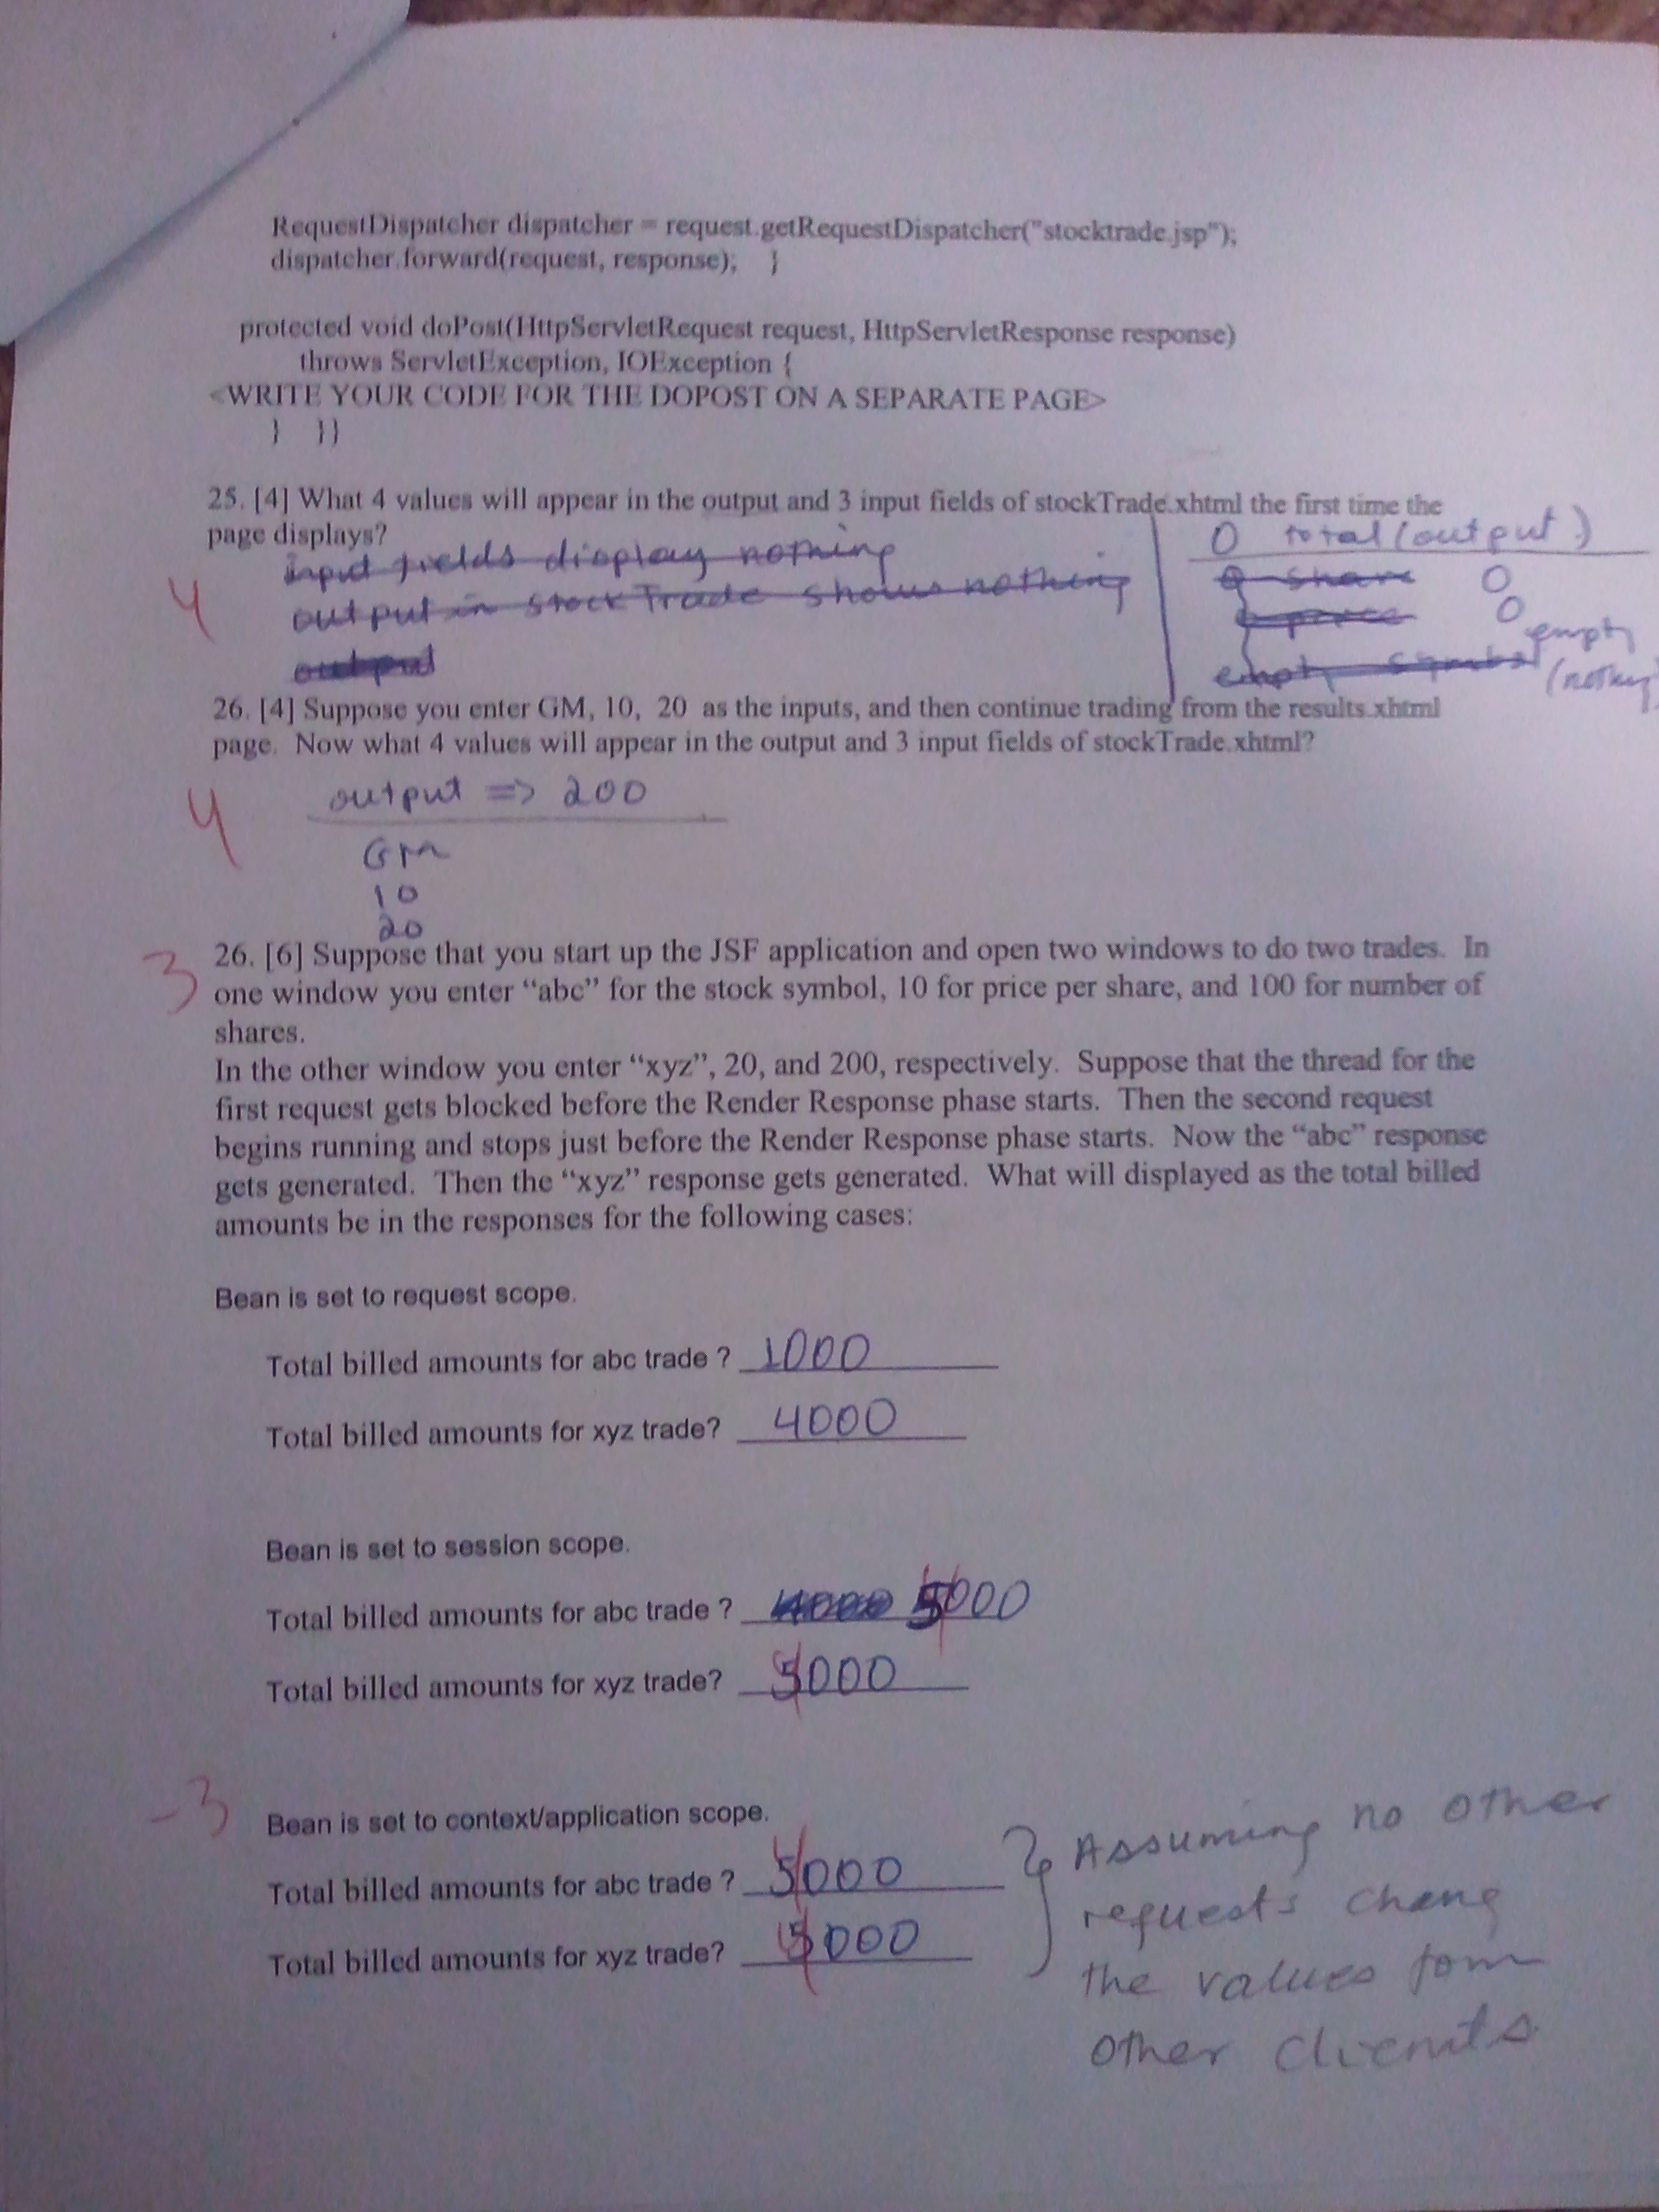 RequestDispatcher dispatcher = request.getRequestDispatcher("stocktrade.jsp");
dispatcher.forward(request, response); }
protected void doPost(HttpServletRequest request, HttpServletResponse response)
throws ServletException, IOException {
<WRITE YOUR CODE FOR THE DOPOST ON A SEPARATE PAGE>
} }}
25. [4] What 4 values will appear in the output and 3 input fields of stockTrade.xhtml the first time the
page displays?
input fields display nothing
output in stockTrade shows nothing
output
4
0 total (output)
0 share 0
0 price 0
empty symbol empty
(nothing)
26. [4] Suppose you enter GM, 10, 20 as the inputs, and then continue trading from the results.xhtml
page. Now what 4 values will appear in the output and 3 input fields of stockTrade.xhtml?
4
output => 200
GM
10
20
3
26. [6] Suppose that you start up the JSF application and open two windows to do two trades. In
one window you enter “abc” for the stock symbol, 10 for price per share, and 100 for number of
shares.
In the other window you enter “xyz”, 20, and 200, respectively. Suppose that the thread for the
first request gets blocked before the Render Response phase starts. Then the second request
begins running and stops just before the Render Response phase starts. Now the “abc” response
gets generated. Then the “xyz” response gets generated. What will displayed as the total billed
amounts be in the responses for the following cases:
Bean is set to request scope.
Total billed amounts for abc trade ? 1000
Total billed amounts for xyz trade? 4000
Bean is set to session scope.
Total billed amounts for abc trade ? 4000 5000
Total billed amounts for xyz trade? 5000
-3
Bean is set to context/application scope.
Total billed amounts for abc trade ? 5000
Total billed amounts for xyz trade? 5000
Assuming no other
requests chang
the values
other clients